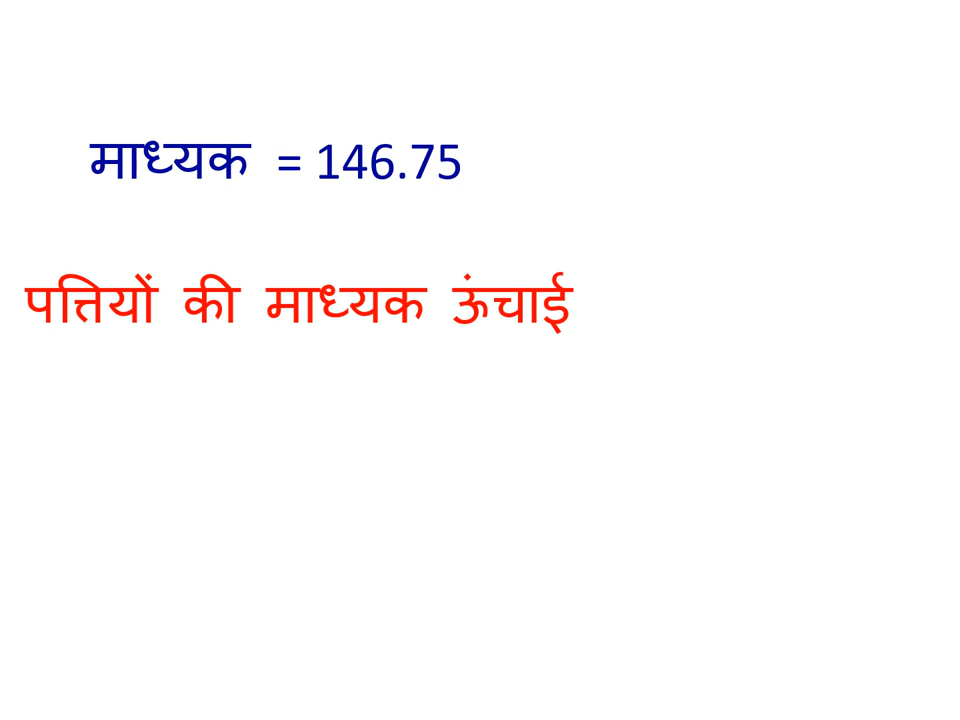 माध्यक = 146.75
पत्तियों की माध्यक ऊंचाई